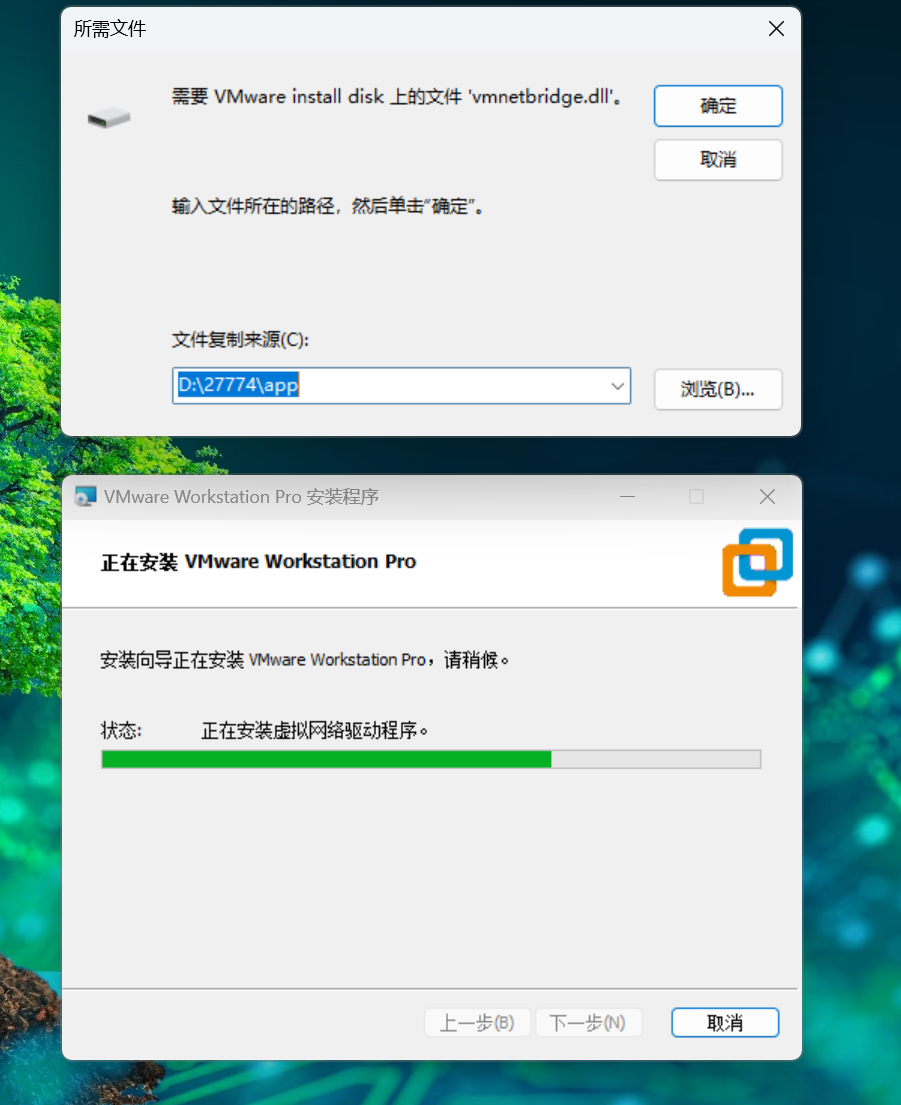 所需文件
需要 VMware install disk 上的文件 'vmnetbridge.dll'。
确定
取消
输入文件所在的路径，然后单击“确定”。
文件复制来源(C):
D:\27774\app
浏览(B)...
VMware Workstation Pro 安装程序
正在安装 VMware Workstation Pro
安装向导正在安装 VMware Workstation Pro，请稍候。
状态: 正在安装虚拟网络驱动程序。
上一步(B) 下一步(N) 取消